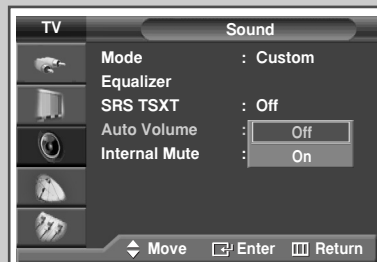 TV Sound
Mode : Custom
Equalizer
SRS TSXT : Off
Auto Volume : Off
Internal Mute : On
Move Enter Return